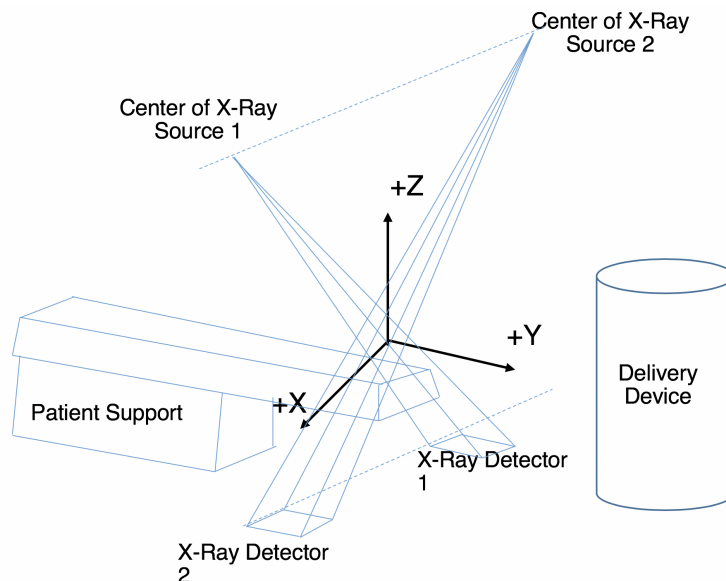 Center of X-Ray
Source 2
Center of X-Ray
Source 1
+Z
+Y
Delivery
Device
+X
Patient Support
X-Ray Detector
1
X-Ray Detector
2